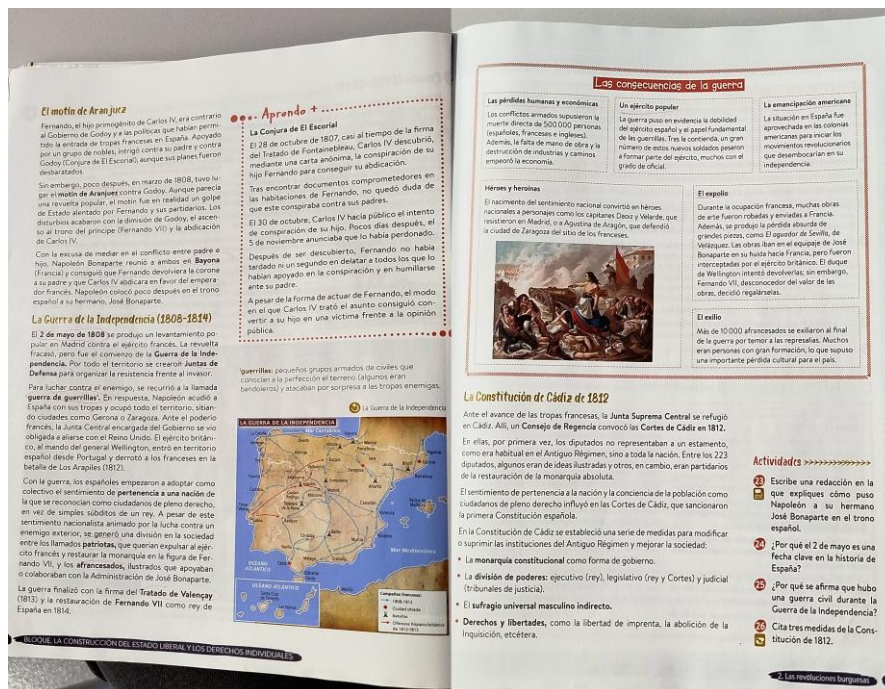 El motín de Aranjuez
Fernando, el hijo primogénito de Carlos IV, era contrario
al Gobierno de Godoy y a las políticas que habían permi-
tido la entrada de tropas francesas en España. Apoyado
por un grupo de nobles, intrigó contra su padre y contra
Godoy (Conjura de El Escorial), aunque sus planes fueron
desbaratados.
Sin embargo, poco después, en marzo de 1808, tuvo lu-
gar el motín de Aranjuez contra Godoy. Aunque parecía
una revuelta popular, el motín fue en realidad un golpe
de Estado alentado por Fernando y sus partidarios. Los
disturbios acabaron con la dimisión de Godoy, el ascen-
so al trono del príncipe (Fernando VII) y la abdicación
de Carlos IV.
Con la excusa de mediar en el conflicto entre padre e
hijo, Napoleón Bonaparte reunió a ambos en Bayona
(Francia) y consiguió que Fernando devolviera la corona
a su padre y que Carlos IV abdicara en favor del empera-
dor francés. Napoleón colocó poco después en el trono
español a su hermano, José Bonaparte.
La Guerra de la Independencia (1808-1814)
El 2 de mayo de 1808 se produjo un levantamiento po-
pular en Madrid contra el ejército francés. La revuelta
fracasó, pero fue el comienzo de la Guerra de la Inde-
pendencia. Por todo el territorio se crearon Juntas de
Defensa para organizar la resistencia frente al invasor.
Para luchar contra el enemigo, se recurrió a la llamada
'guerra de guerrillas'. En respuesta, Napoleón acudió a
España con sus tropas y ocupó todo el territorio, sitian-
do ciudades como Gerona o Zaragoza. Ante el poderío
francés, la Junta Central encargada del Gobierno se vio
obligada a aliarse con el Reino Unido. El ejército británi-
co, al mando del general Wellington, entró en territorio
español desde Portugal y derrotó a los franceses en la
batalla de Los Arapiles (1812).
Con la guerra, los españoles empezaron a adoptar como
colectivo el sentimiento de pertenencia a una nación de
la que se reconocían como ciudadanos de pleno derecho,
en vez de simples súbditos de un rey. A pesar de este
sentimiento nacionalista animado por la lucha contra un
enemigo exterior, se generó una división en la sociedad
entre los llamados patriotas, que querían expulsar al ejér-
cito francés y restaurar la monarquía en la figura de Fer-
nando VII, y los afrancesados, ilustrados que apoyaban
o colaboraban con la Administración de José Bonaparte.
La guerra finalizó con la firma del Tratado de Valençay
(1813) y la restauración de Fernando VII como rey de
España en 1814.
BLOQUE. LA CONSTRUCCIÓN DEL ESTADO LIBERAL Y LOS DERECHOS INDIVIDUALES
Aprendo +
La Conjura de El Escorial
El 28 de octubre de 1807, casi al tiempo de la firma
del Tratado de Fontainebleau, Carlos IV descubrió,
mediante una carta anónima, la conspiración de su
hijo Fernando para conseguir su abdicación.
Tras encontrar documentos comprometedores en
las habitaciones de Fernando, no quedó duda de
que este conspiraba contra sus padres.
El 30 de octubre, Carlos IV hacía público el intento
de conspiración de su hijo. Pocos días después, el
5 de noviembre anunciaba que lo había perdonado.
Después de ser descubierto, Fernando no había
tardado ni un segundo en delatar a todos los que lo
habían apoyado en la conspiración y en humillarse
ante su padre.
A pesar de la forma de actuar de Fernando, el modo
en el que Carlos IV trató el asunto consiguió con-
vertir a su hijo en una víctima frente a la opinión
pública.
'guerrillas: pequeños grupos armados de civiles que
conocían a la perfección el terreno (algunos eran
bandoleros) y atacaban por sorpresa a las tropas enemigas.
La Guerra de la Independencia
LA GUERRA DE LA INDEPENDENCIA
Mar Cantábrico
Mar Mediterráneo
OCÉANO
ATLÁNTICO
OCÉANO ATLÁNTICO
Campañas francesas:
1808-1812
Ciudad sitiada
Batallas
Ofensiva hispanobritánica
de 1812-1813
Las consecuencias de la guerra
Las pérdidas humanas y económicas
Los conflictos armados supusieron la
muerte directa de 500 000 personas
(españoles, franceses e ingleses).
Además, la falta de mano de obra y la
destrucción de industrias y caminos
empeoró la economía.
Un ejército popular
La guerra puso en evidencia la debilidad
del ejército español y el papel fundamental
de las guerrillas. Tras la contienda, un gran
número de estos nuevos soldados pasaron
a formar parte del ejército, muchos con el
grado de oficial.
La emancipación americana
La situación en España fue
aprovechada en las colonias
americanas para iniciar los
movimientos revolucionarios
que desembocarían en su
independencia.
Héroes y heroínas
El nacimiento del sentimiento nacional convirtió en héroes
nacionales a personajes como los capitanes Daoiz y Velarde, que
resistieron en Madrid, o a Agustina de Aragón, que defendió
la ciudad de Zaragoza del sitio de los franceses.
El expolio
Durante la ocupación francesa, muchas obras
de arte fueron robadas y enviadas a Francia.
Además, se produjo la pérdida absurda de
grandes piezas, como El aguador de Sevilla, de
Velázquez. Las obras iban en el equipaje de José
Bonaparte en su huida hacia Francia, pero fueron
interceptadas por el ejército británico. El duque
de Wellington intentó devolverlas; sin embargo,
Fernando VII, desconocedor del valor de las
obras, decidió regalárselas.
El exilio
Más de 10 000 afrancesados se exiliaron al final
de la guerra por temor a las represalias. Muchos
eran personas con gran formación, lo que supuso
una importante pérdida cultural para el país.
La Constitución de Cádiz de 1812
Ante el avance de las tropas francesas, la Junta Suprema Central se refugió
en Cádiz. Allí, un Consejo de Regencia convocó las Cortes de Cádiz en 1812.
En ellas, por primera vez, los diputados no representaban a un estamento,
como era habitual en el Antiguo Régimen, sino a toda la nación. Entre los 223
diputados, algunos eran de ideas ilustradas y otros, en cambio, eran partidarios
de la restauración de la monarquía absoluta.
El sentimiento de pertenencia a la nación y la conciencia de la población como
ciudadanos de pleno derecho influyó en las Cortes de Cádiz, que sancionaron
la primera Constitución española.
En la Constitución de Cádiz se estableció una serie de medidas para modificar
o suprimir las instituciones del Antiguo Régimen y mejorar la sociedad:
• La monarquía constitucional como forma de gobierno.
• La división de poderes: ejecutivo (rey), legislativo (rey y Cortes) y judicial
(tribunales de justicia).
• El sufragio universal masculino indirecto.
• Derechos y libertades, como la libertad de imprenta, la abolición de la
Inquisición, etcétera.
Actividades
23 Escribe una redacción en la
que expliques cómo puso
Napoleón a su hermano
José Bonaparte en el trono
español.
24 ¿Por qué el 2 de mayo es una
fecha clave en la historia de
España?
25 ¿Por qué se afirma que hubo
una guerra civil durante la
Guerra de la Independencia?
26 Cita tres medidas de la Cons-
titución de 1812.
2. Las revoluciones burguesas